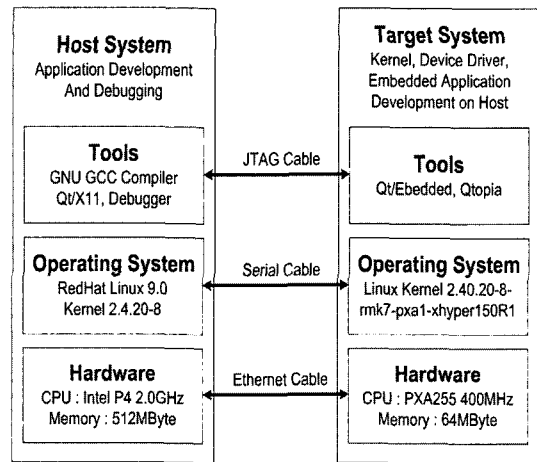 Host System
Application Development
And Debugging
Tools
GNU GCC Compiler
Qt/X11, Debugger
Operating System
RedHat Linux 9.0
Kernel 2.4.20-8
Hardware
CPU : Intel P4 2.0GHz
Memory : 512MByte
JTAG Cable
Serial Cable
Ethernet Cable
Target System
Kernel, Device Driver,
Embedded Application
Development on Host
Tools
Qt/Ebedded, Qtopia
Operating System
Linux Kernel 2.40.20-8-
rmk7-pxa1-xhyper150R1
Hardware
CPU : PXA255 400MHz
Memory : 64MByte